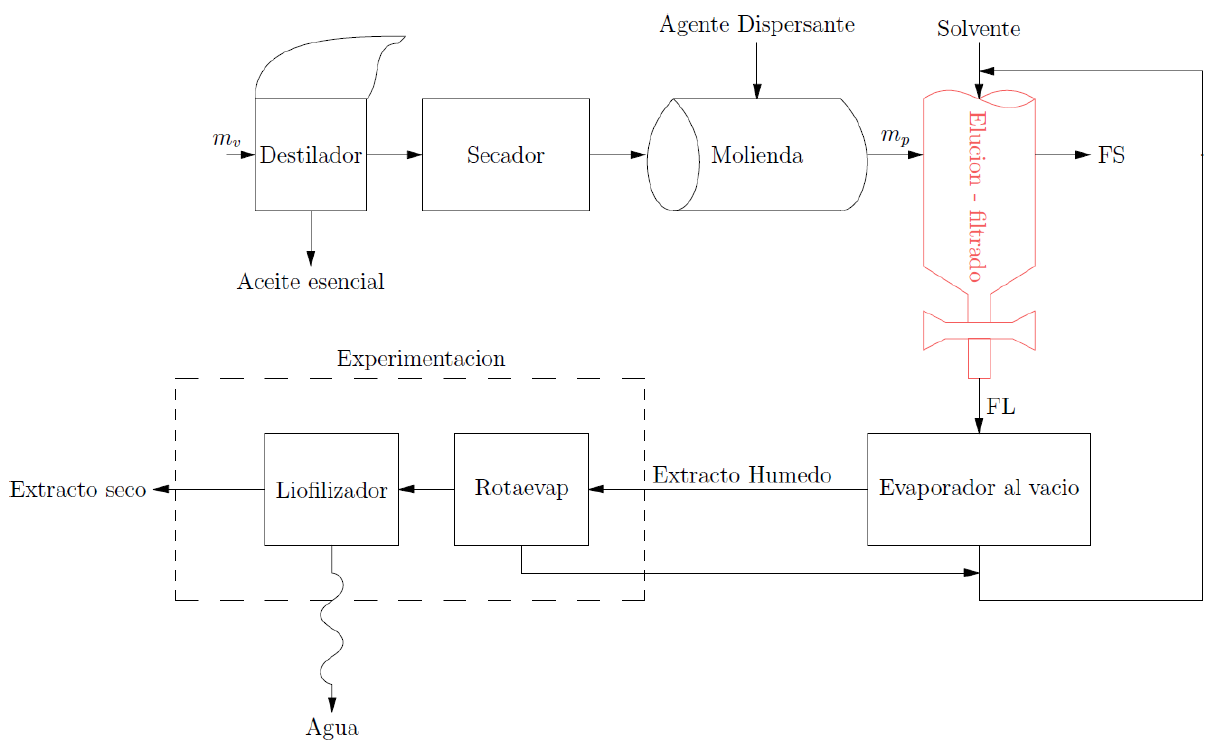 Agente Dispersante
Solvente
m_v
Destilador
Secador
Molienda
m_p
Elucion - filtrado
FS
Aceite esencial
Experimentacion
FL
Extracto seco
Liofilizador
Rotaevap
Extracto Humedo
Evaporador al vacio
Agua